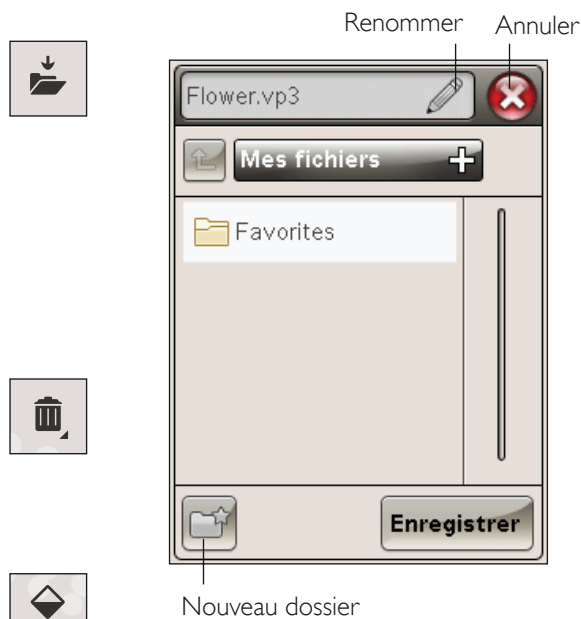 Renommer Annuler
Flower.vp3
Mes fichiers
Favorites
Enregistrer
Nouveau dossier